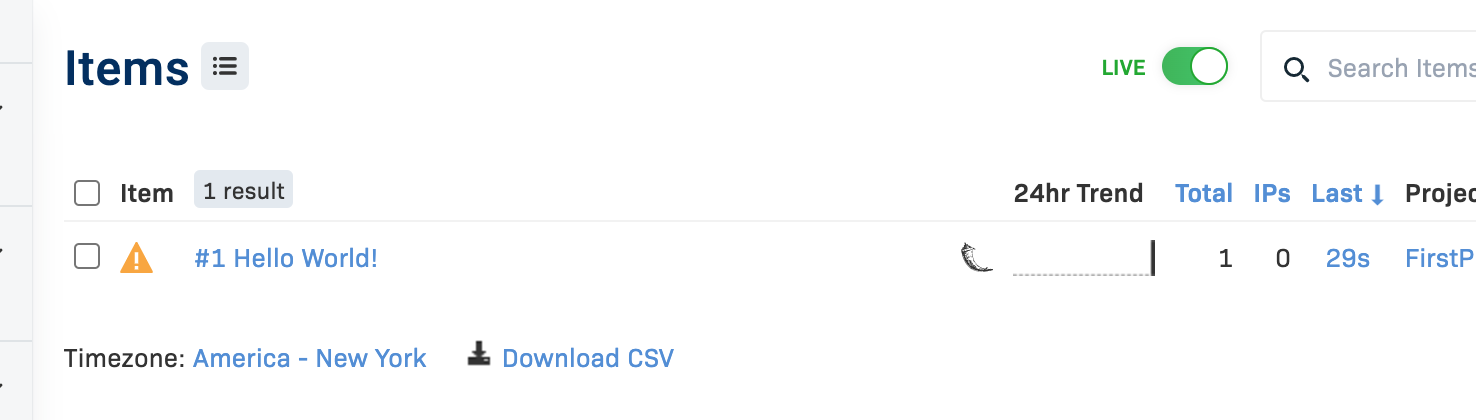 Items
LIVE
Search Items
Item 1 result 24hr Trend Total IPs Last Projec
#1 Hello World! 1 0 29s FirstP
Timezone: America - New York Download CSV